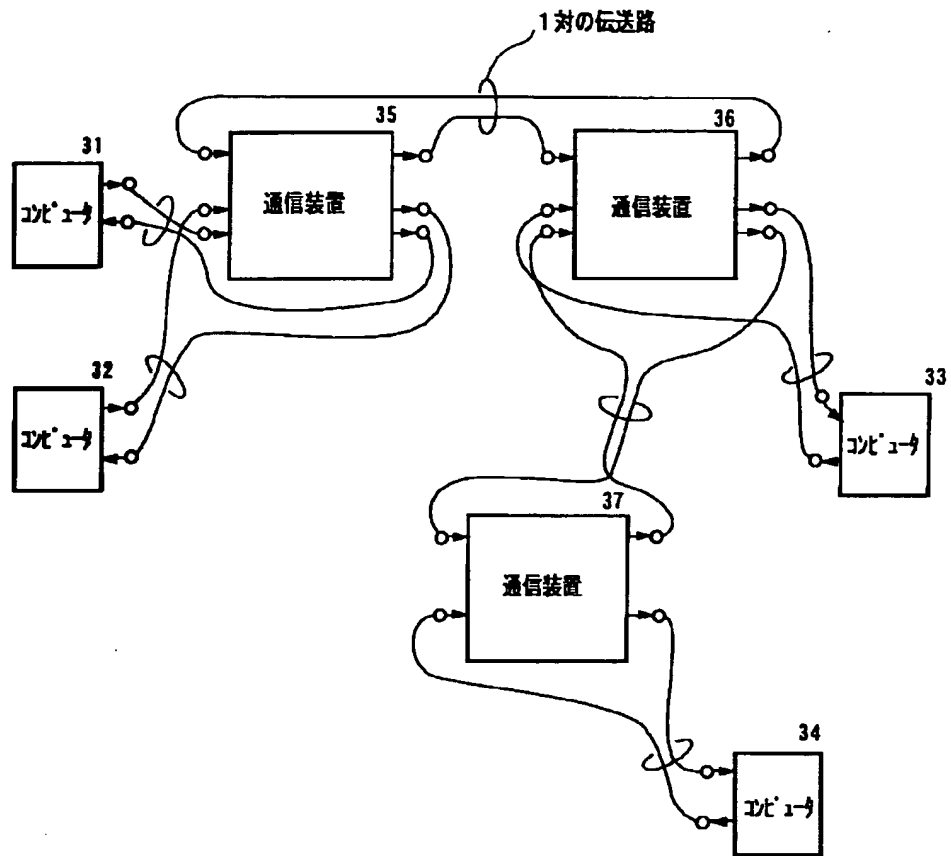 1対の伝送路
35
36
31
通信装置
通信装置
コンピュータ
32
33
コンピュータ
コンピュータ
37
通信装置
34
コンピュータ